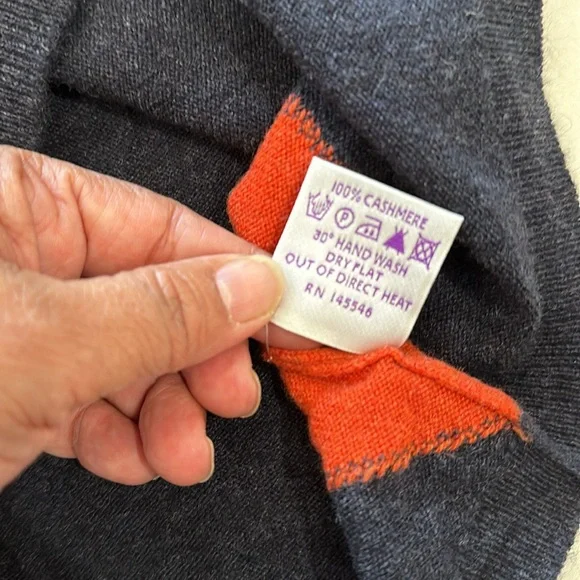 100% CASHMERE
P
30° HAND WASH
DRY FLAT
OUT OF DIRECT HEAT
RN 145546